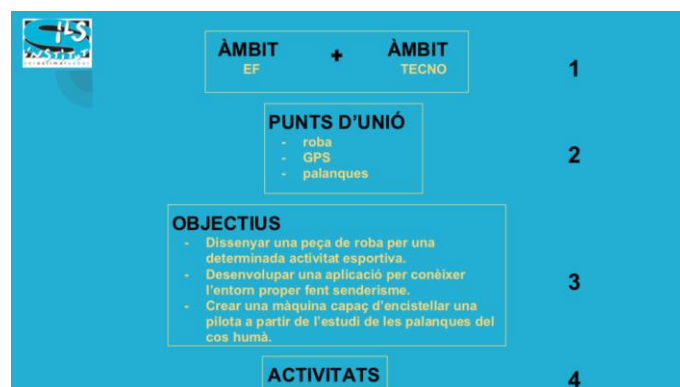 iLS
INSTITUT
ÀMBIT + ÀMBIT
EF TECNO
1
PUNTS D'UNIÓ
- roba
- GPS
- palanques
2
OBJECTIUS
- Dissenyar una peça de roba per una
determinada activitat esportiva.
- Desenvolupar una aplicació per conèixer
l'entorn proper fent senderisme.
- Crear una màquina capaç d'encistellar una
pilota a partir de l'estudi de les palanques del
cos humà.
3
ACTIVITATS
4